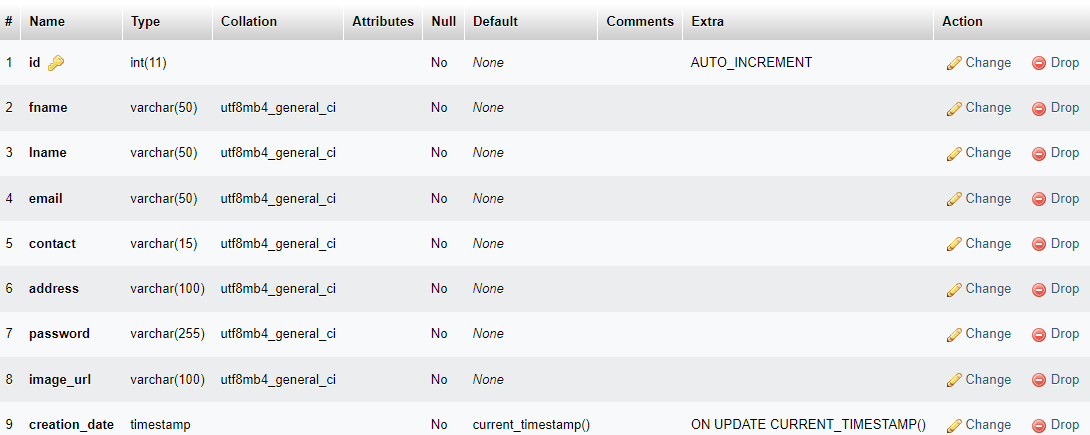 # Name Type Collation Attributes Null Default Comments Extra Action
1 id int(11) No None AUTO_INCREMENT Change Drop
2 fname varchar(50) utf8mb4_general_ci No None Change Drop
3 lname varchar(50) utf8mb4_general_ci No None Change Drop
4 email varchar(50) utf8mb4_general_ci No None Change Drop
5 contact varchar(15) utf8mb4_general_ci No None Change Drop
6 address varchar(100) utf8mb4_general_ci No None Change Drop
7 password varchar(255) utf8mb4_general_ci No None Change Drop
8 image_url varchar(100) utf8mb4_general_ci No None Change Drop
9 creation_date timestamp No current_timestamp() ON UPDATE CURRENT_TIMESTAMP() Change Drop